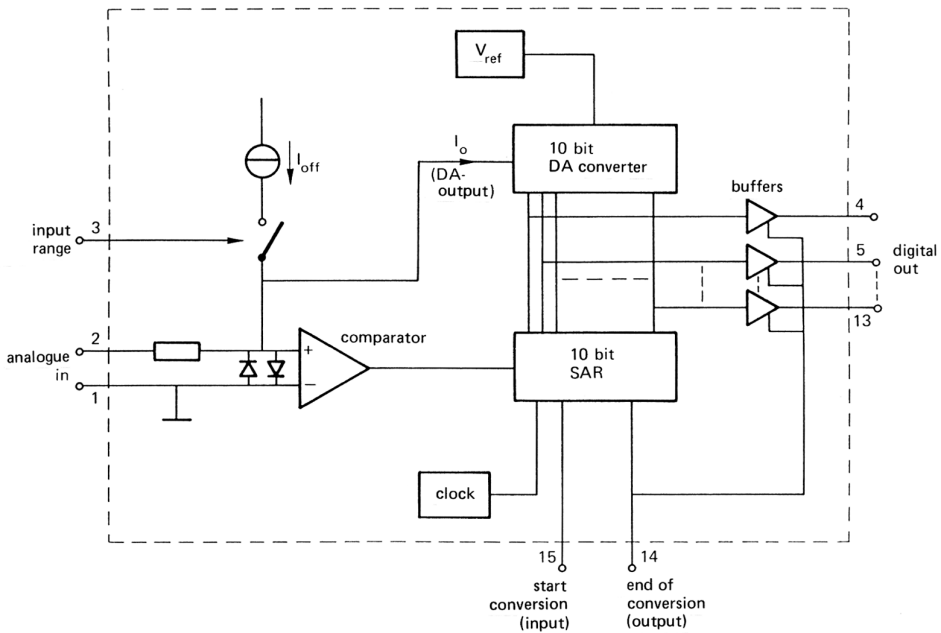 V_ref
I_o
(DA-
output)
10 bit
DA converter
I_off
buffers
4
input
range
3
5
digital
out
13
comparator
2
+
analogue
in
−
1
10 bit
SAR
clock
15
14
start
conversion
(input)
end of
conversion
(output)